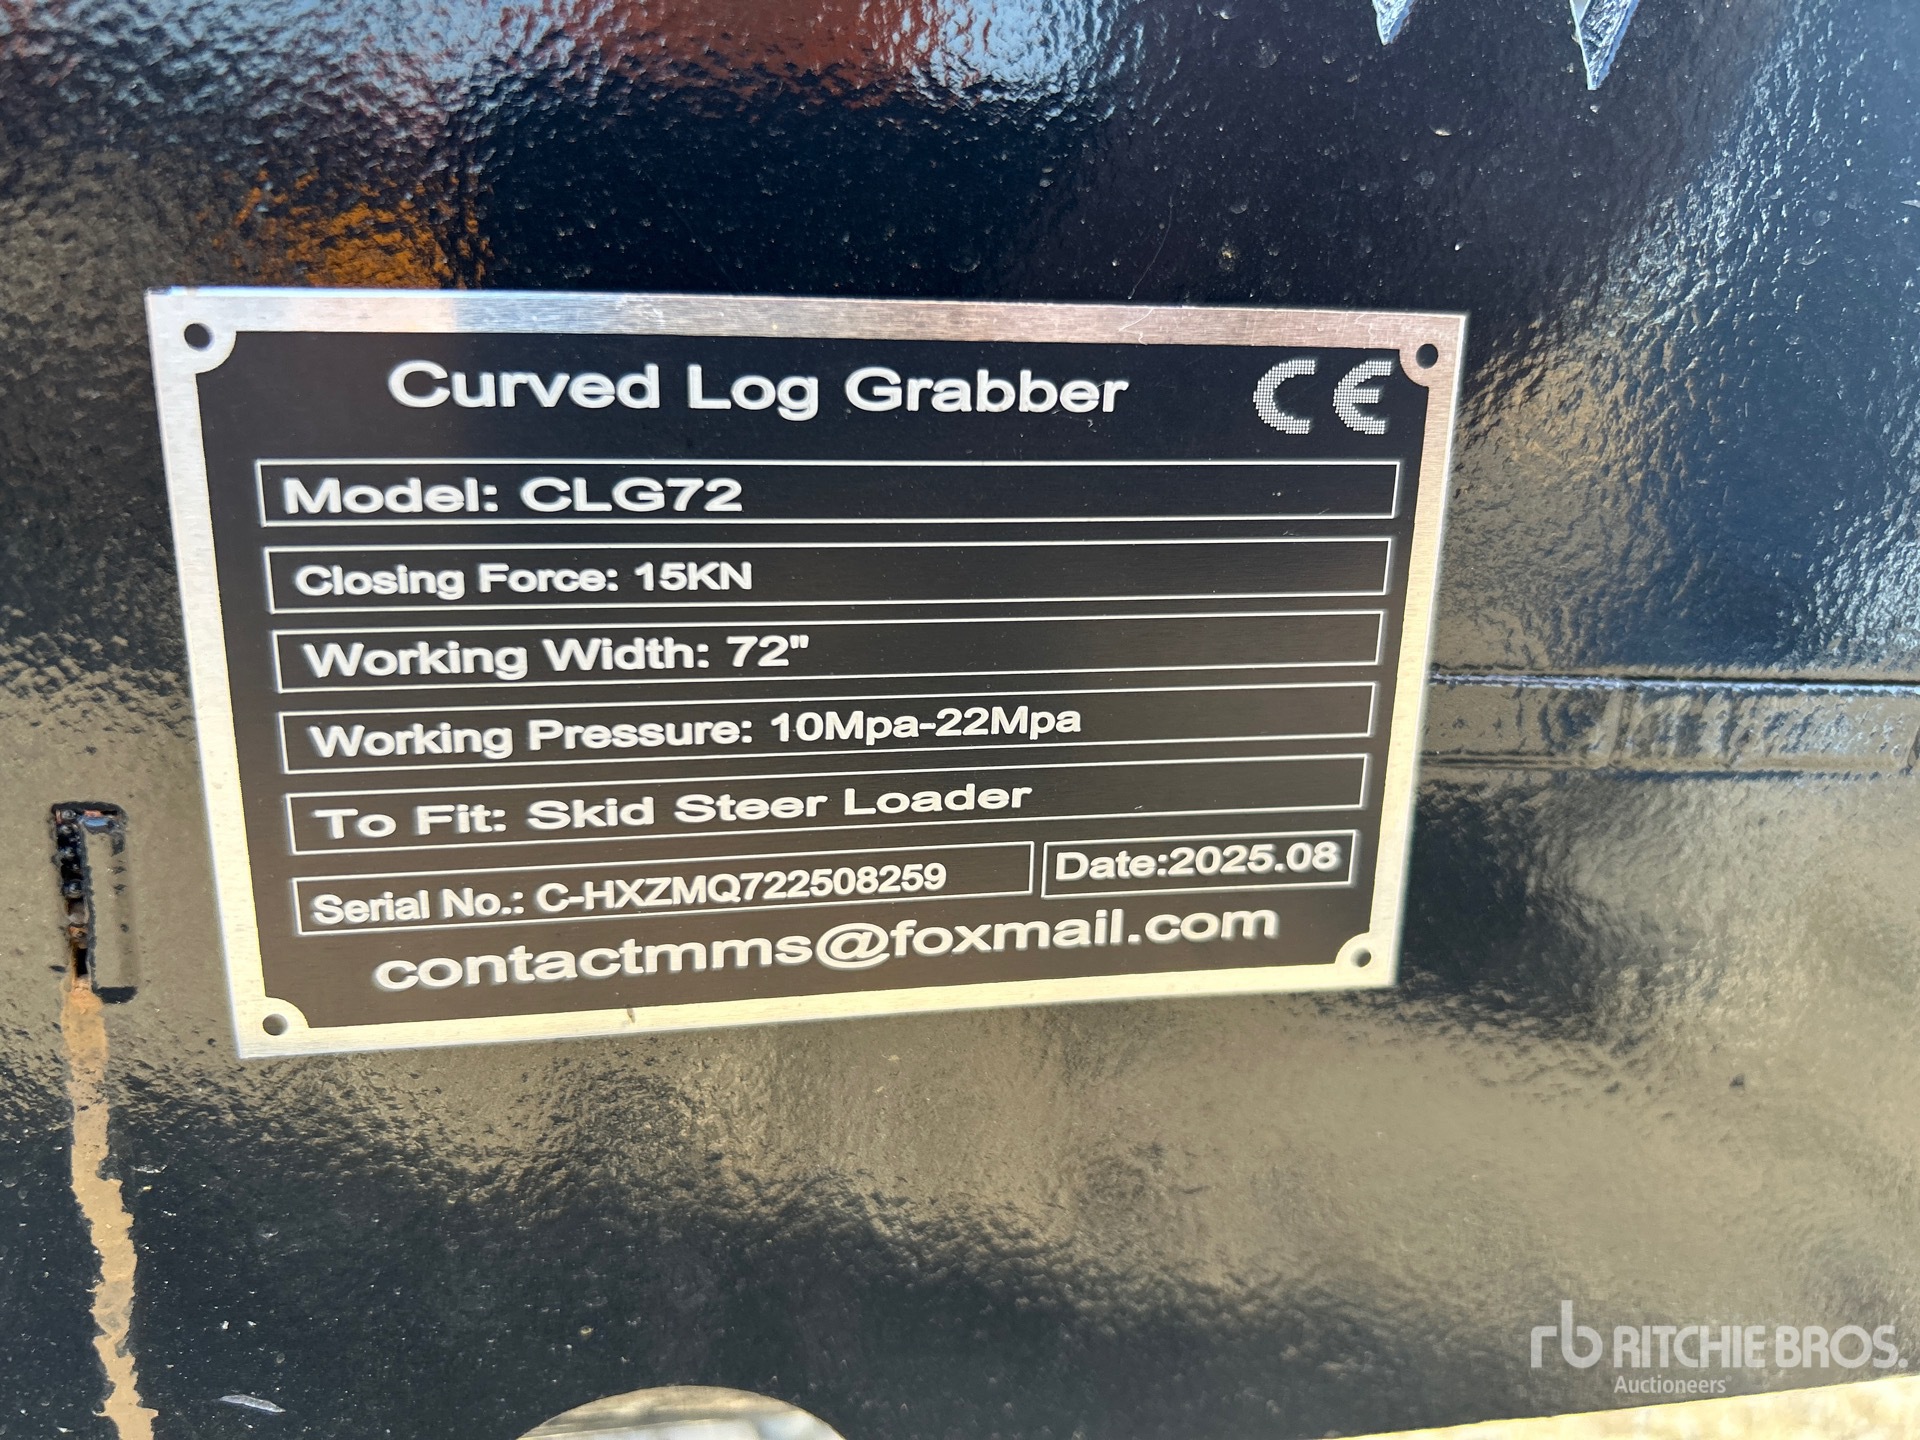 Curved Log Grabber CE
Model: CLG72
Closing Force: 15KN
Working Width: 72"
Working Pressure: 10Mpa-22Mpa
To Fit: Skid Steer Loader
Serial No.: C-HXZMQ722508259 Date:2025.08
contactmms@foxmail.com
rb RITCHIE BROS.
Auctioneers